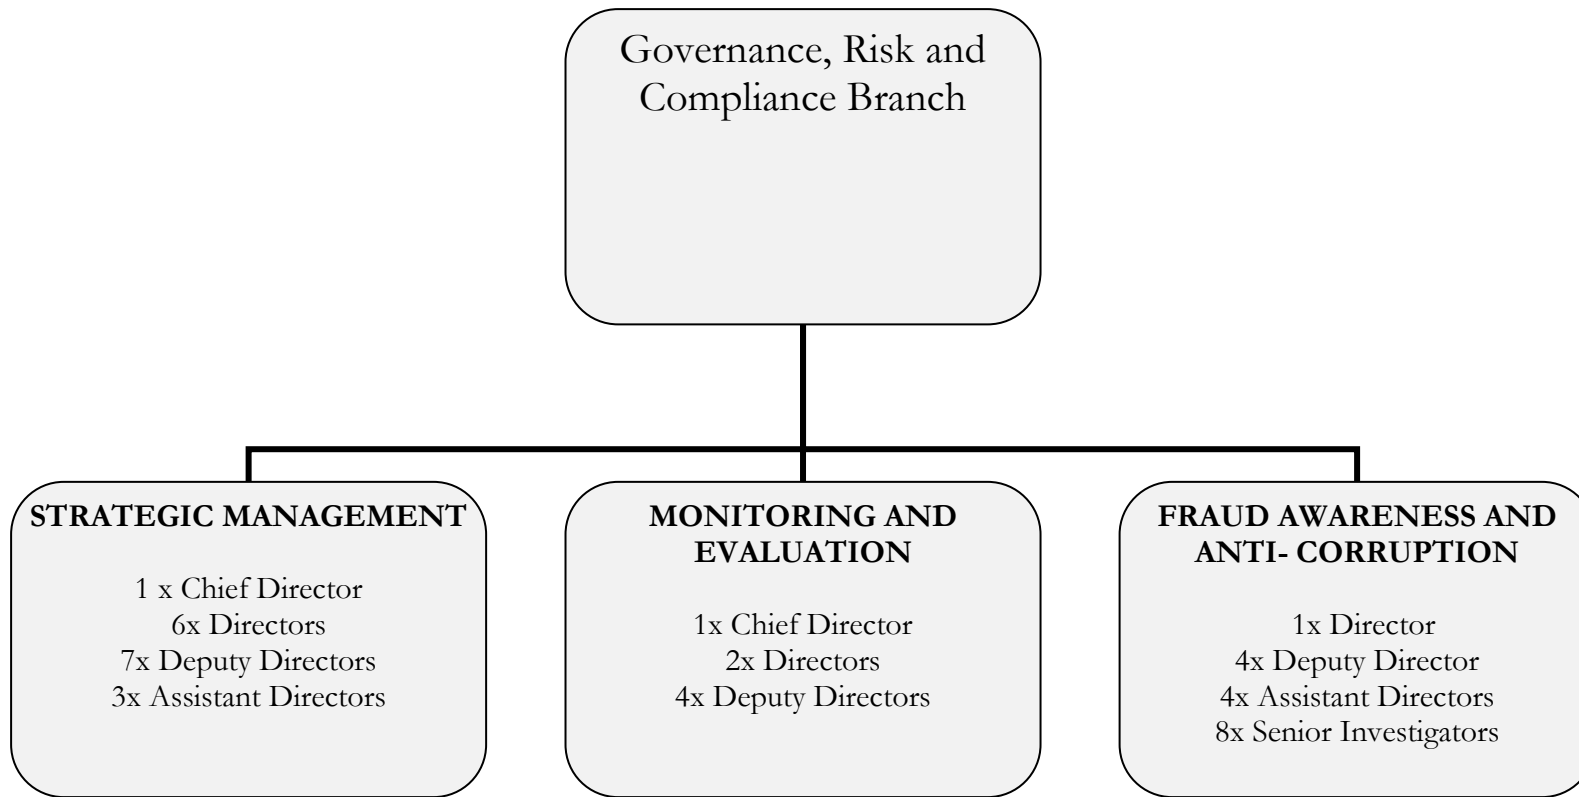 Governance, Risk and
Compliance Branch
STRATEGIC MANAGEMENT
1 x Chief Director
6x Directors
7x Deputy Directors
3x Assistant Directors
MONITORING AND
EVALUATION
1x Chief Director
2x Directors
4x Deputy Directors
FRAUD AWARENESS AND
ANTI- CORRUPTION
1x Director
4x Deputy Director
4x Assistant Directors
8x Senior Investigators